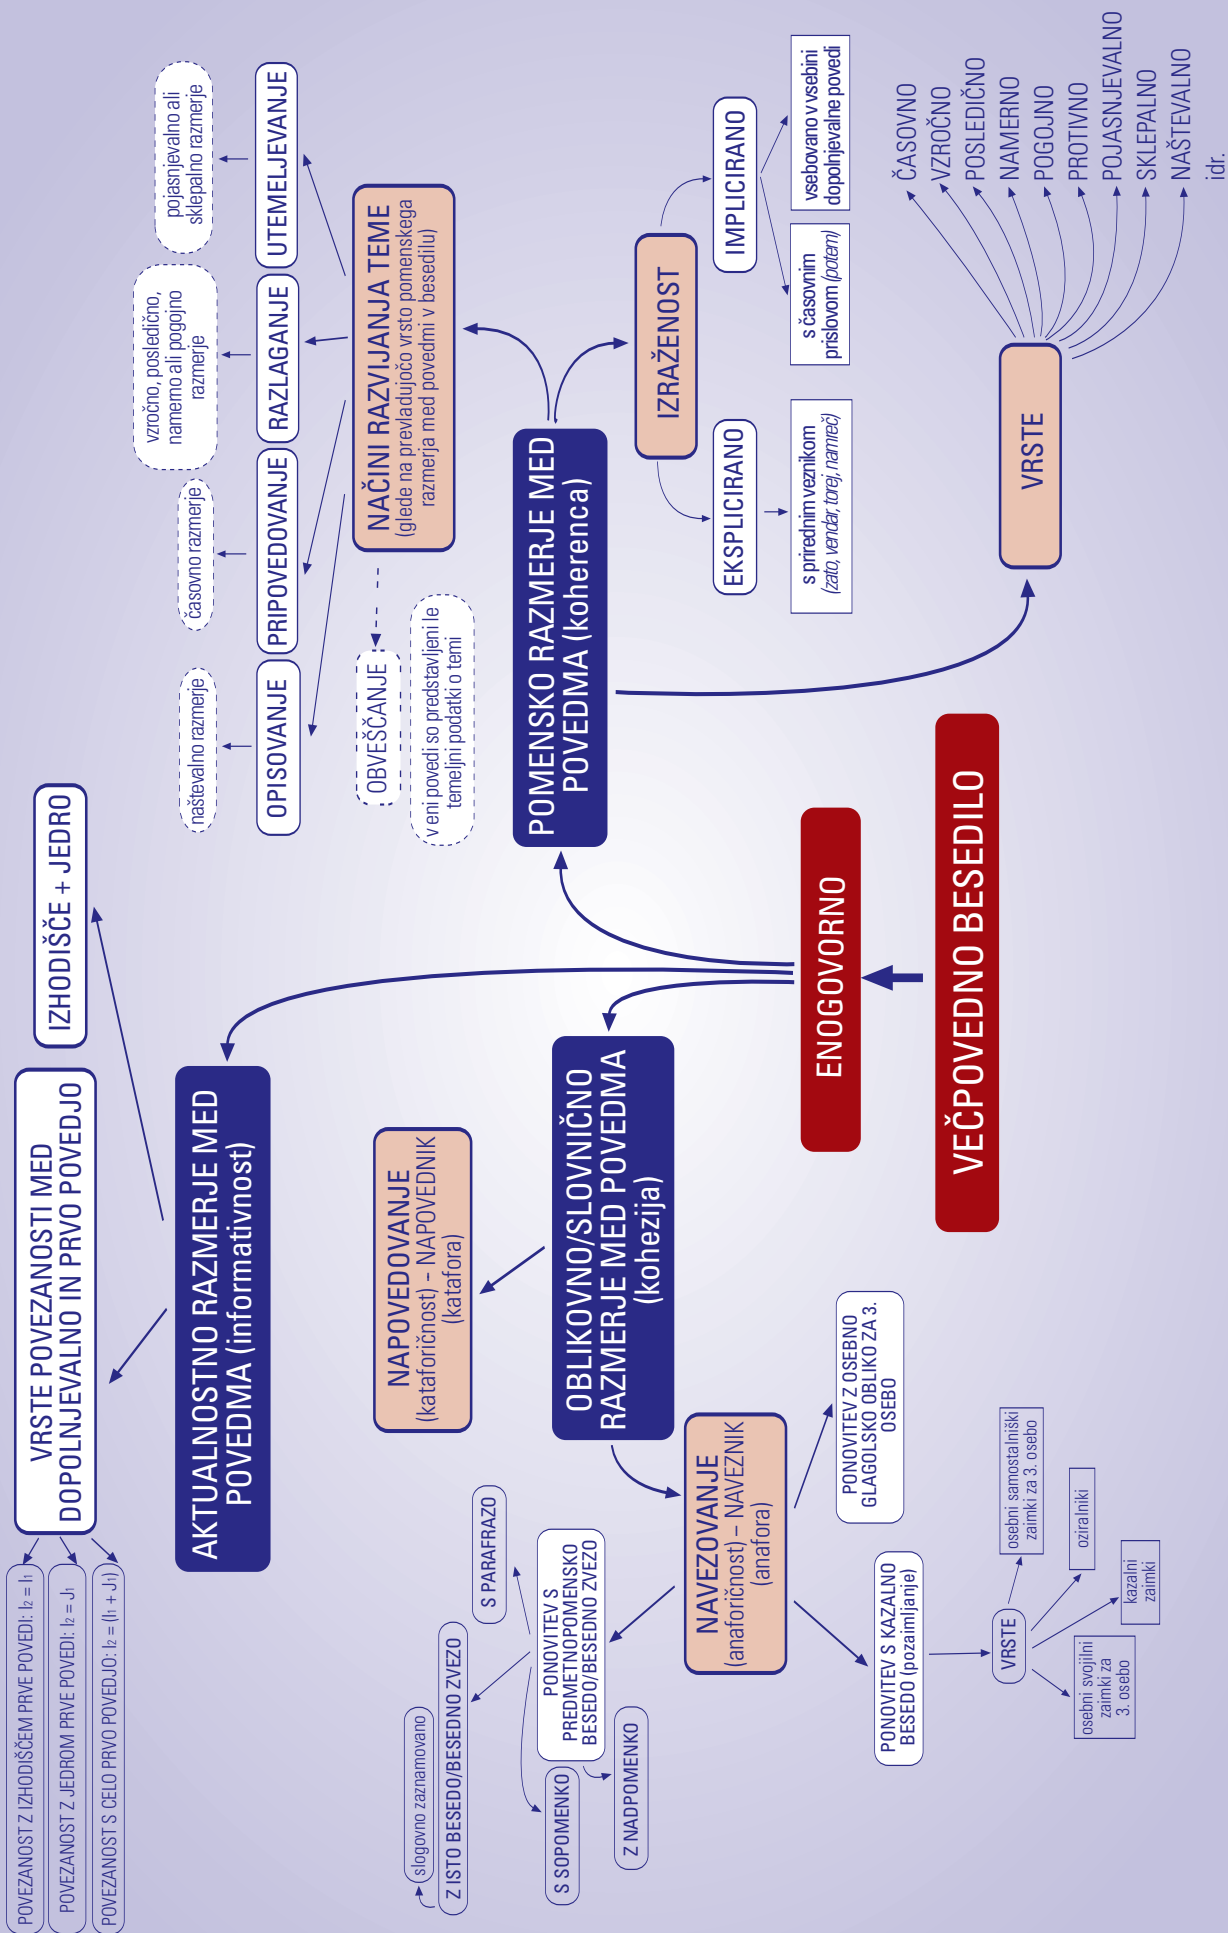 POVEZANOST Z IZHODIŠČEM PRVE POVEDI: I₂ = I₁
POVEZANOST Z JEDROM PRVE POVEDI: I₂ = J₁
POVEZANOST S CELO PRVO POVEDJO: I₂ = (I₁ + J₁)
VRSTE POVEZANOSTI MED
DOPOLNJEVALNO IN PRVO POVEDJO
IZHODIŠČE + JEDRO
AKTUALNOSTNO RAZMERJE MED
POVEDMA (informativnost)
naštevalno razmerje
časovno razmerje
vzročno, posledično,
namerno ali pogojno
razmerje
pojasnjevalno ali
sklepalno razmerje
OPISOVANJE
PRIPOVEDOVANJE
RAZLAGANJE
UTEMELJEVANJE
OBVEŠČANJE
v eni povedi so predstavljeni le
temeljni podatki o temi
NAČINI RAZVIJANJA TEME
(glede na prevladujočo vrsto pomenskega
razmerja med povedmi v besedilu)
NAPOVEDOVANJE
(kataforičnost) – NAPOVEDNIK
(katafora)
slogovno zaznamovano
Z ISTO BESEDO/BESEDNO ZVEZO
S PARAFRAZO
S SOPOMENKO
Z NADPOMENKO
PONOVITEV S
PREDMETNOPOMENSKO
BESEDO/BESEDNO ZVEZO
OBLIKOVNO/SLOVNIČNO
RAZMERJE MED POVEDMA
(kohezija)
POMENSKO RAZMERJE MED
POVEDMA (koherenca)
IZRAŽENOST
EKSPLICIRANO
IMPLICIRANO
s prirednim veznikom
(zato, vendar, torej, namreč)
s časovnim
prislovom (potem)
vsebovano v vsebini
dopolnjevalne povedi
NAVEZOVANJE
(anaforičnost) – NAVEZNIK
(anafora)
PONOVITEV Z OSEBNO
GLAGOLSKO OBLIKO ZA 3.
OSEBO
PONOVITEV S KAZALNO
BESEDO (pozaimljanje)
VRSTE
osebni svojilni
zaimki za
3. osebo
kazalni
zaimki
oziralniki
osebni samostalniški
zaimki za 3. osebo
ENOGOVORNO
VEČPOVEDNO BESEDILO
VRSTE
ČASOVNO
VZROČNO
POSLEDIČNO
NAMERNO
POGOJNO
PROTIVNO
POJASNJEVALNO
SKLEPALNO
NAŠTEVALNO
idr.